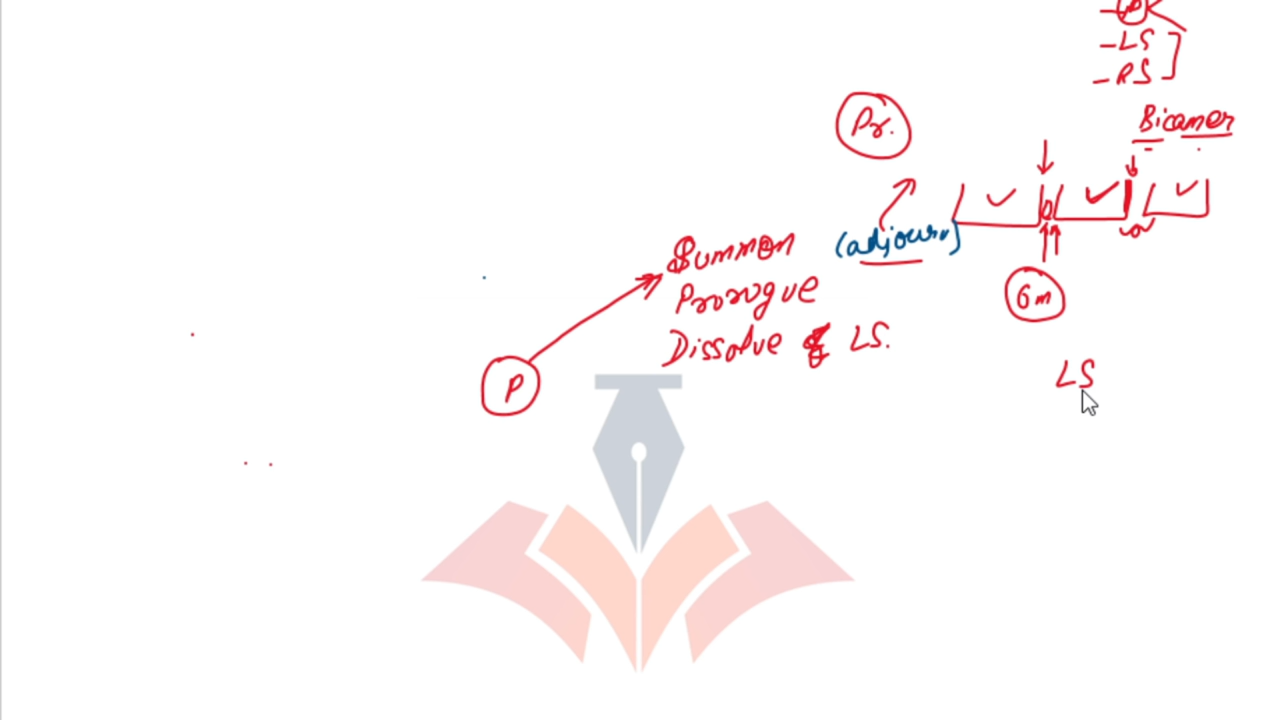 P
-LS
-RS
Bicamer
Pr.
(adjourn)
Summon
Prorogue
Dissolve LS.
6m
LS
P